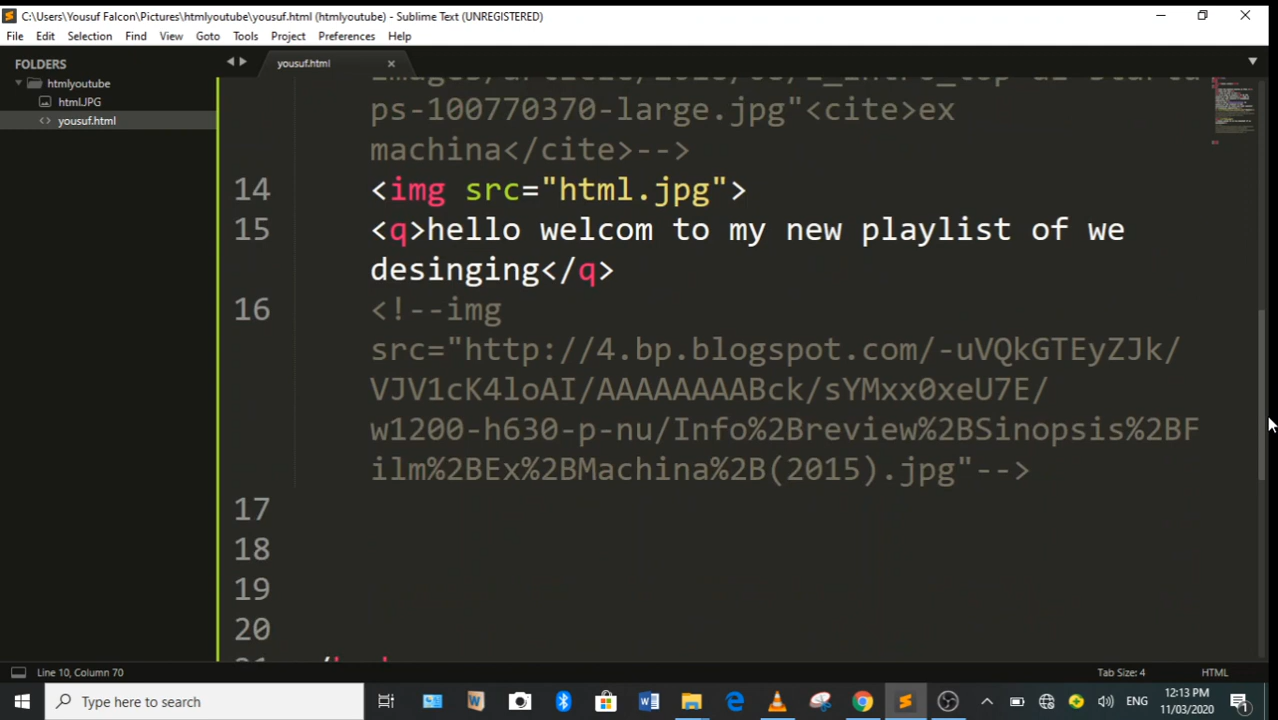 C:\Users\Yousuf Falcon\Pictures\htmlyoutube\yousuf.html (htmlyoutube) - Sublime Text (UNREGISTERED)
File Edit Selection Find View Goto Tools Project Preferences Help
FOLDERS
htmlyoutube
html.JPG
yousuf.html
yousuf.html
ps-100770370-large.jpg"<cite>ex
machina</cite>-->
14 <img src="html.jpg">
15 <q>hello welcom to my new playlist of we
desinging</q>
16 <!--img
src="http://4.bp.blogspot.com/-uVQkGTEyZJk/
VJV1cK4loAI/AAAAAAAABck/sYMxx0xeU7E/
w1200-h630-p-nu/Info%2Breview%2BSinopsis%2BF
ilm%2BEx%2BMachina%2B(2015).jpg"-->
17
18
19
20
Line 10, Column 70
Tab Size: 4
HTML
Type here to search
ENG
12:13 PM
11/03/2020
1